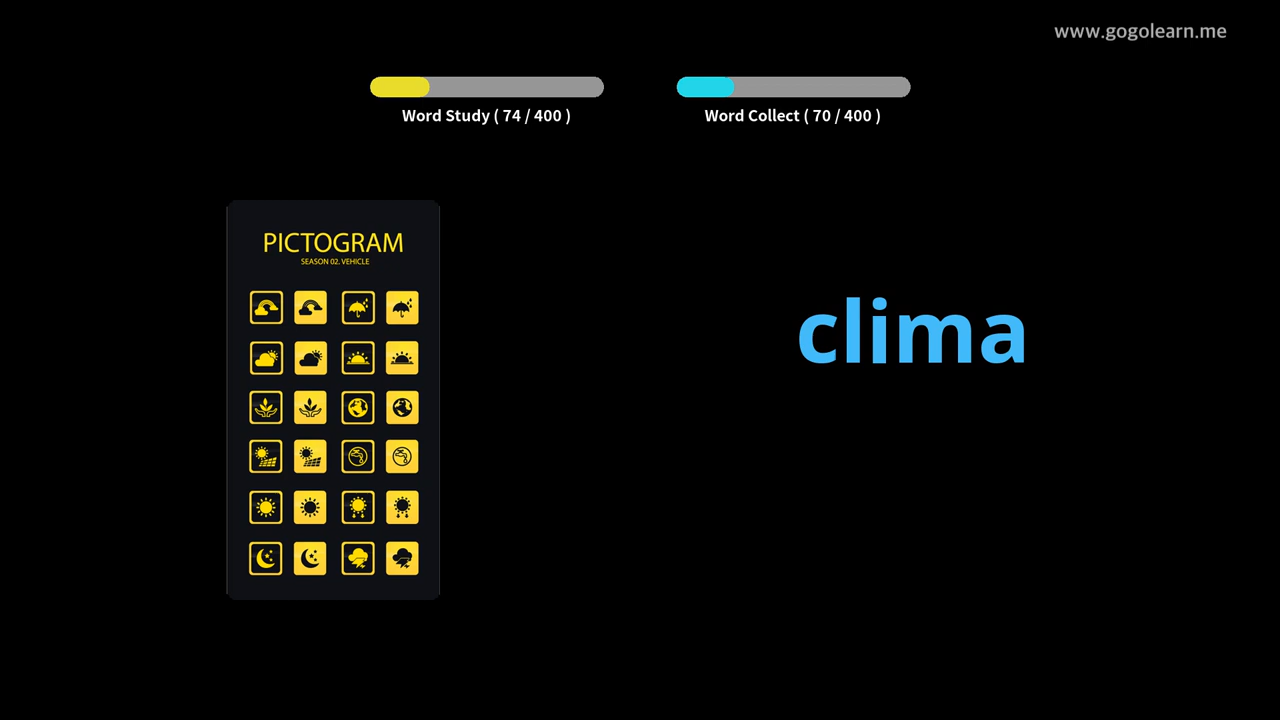 www.gogolearn.me
Word Study ( 74 / 400 )
Word Collect ( 70 / 400 )
PICTOGRAM
SEASON 02. VEHICLE
clima